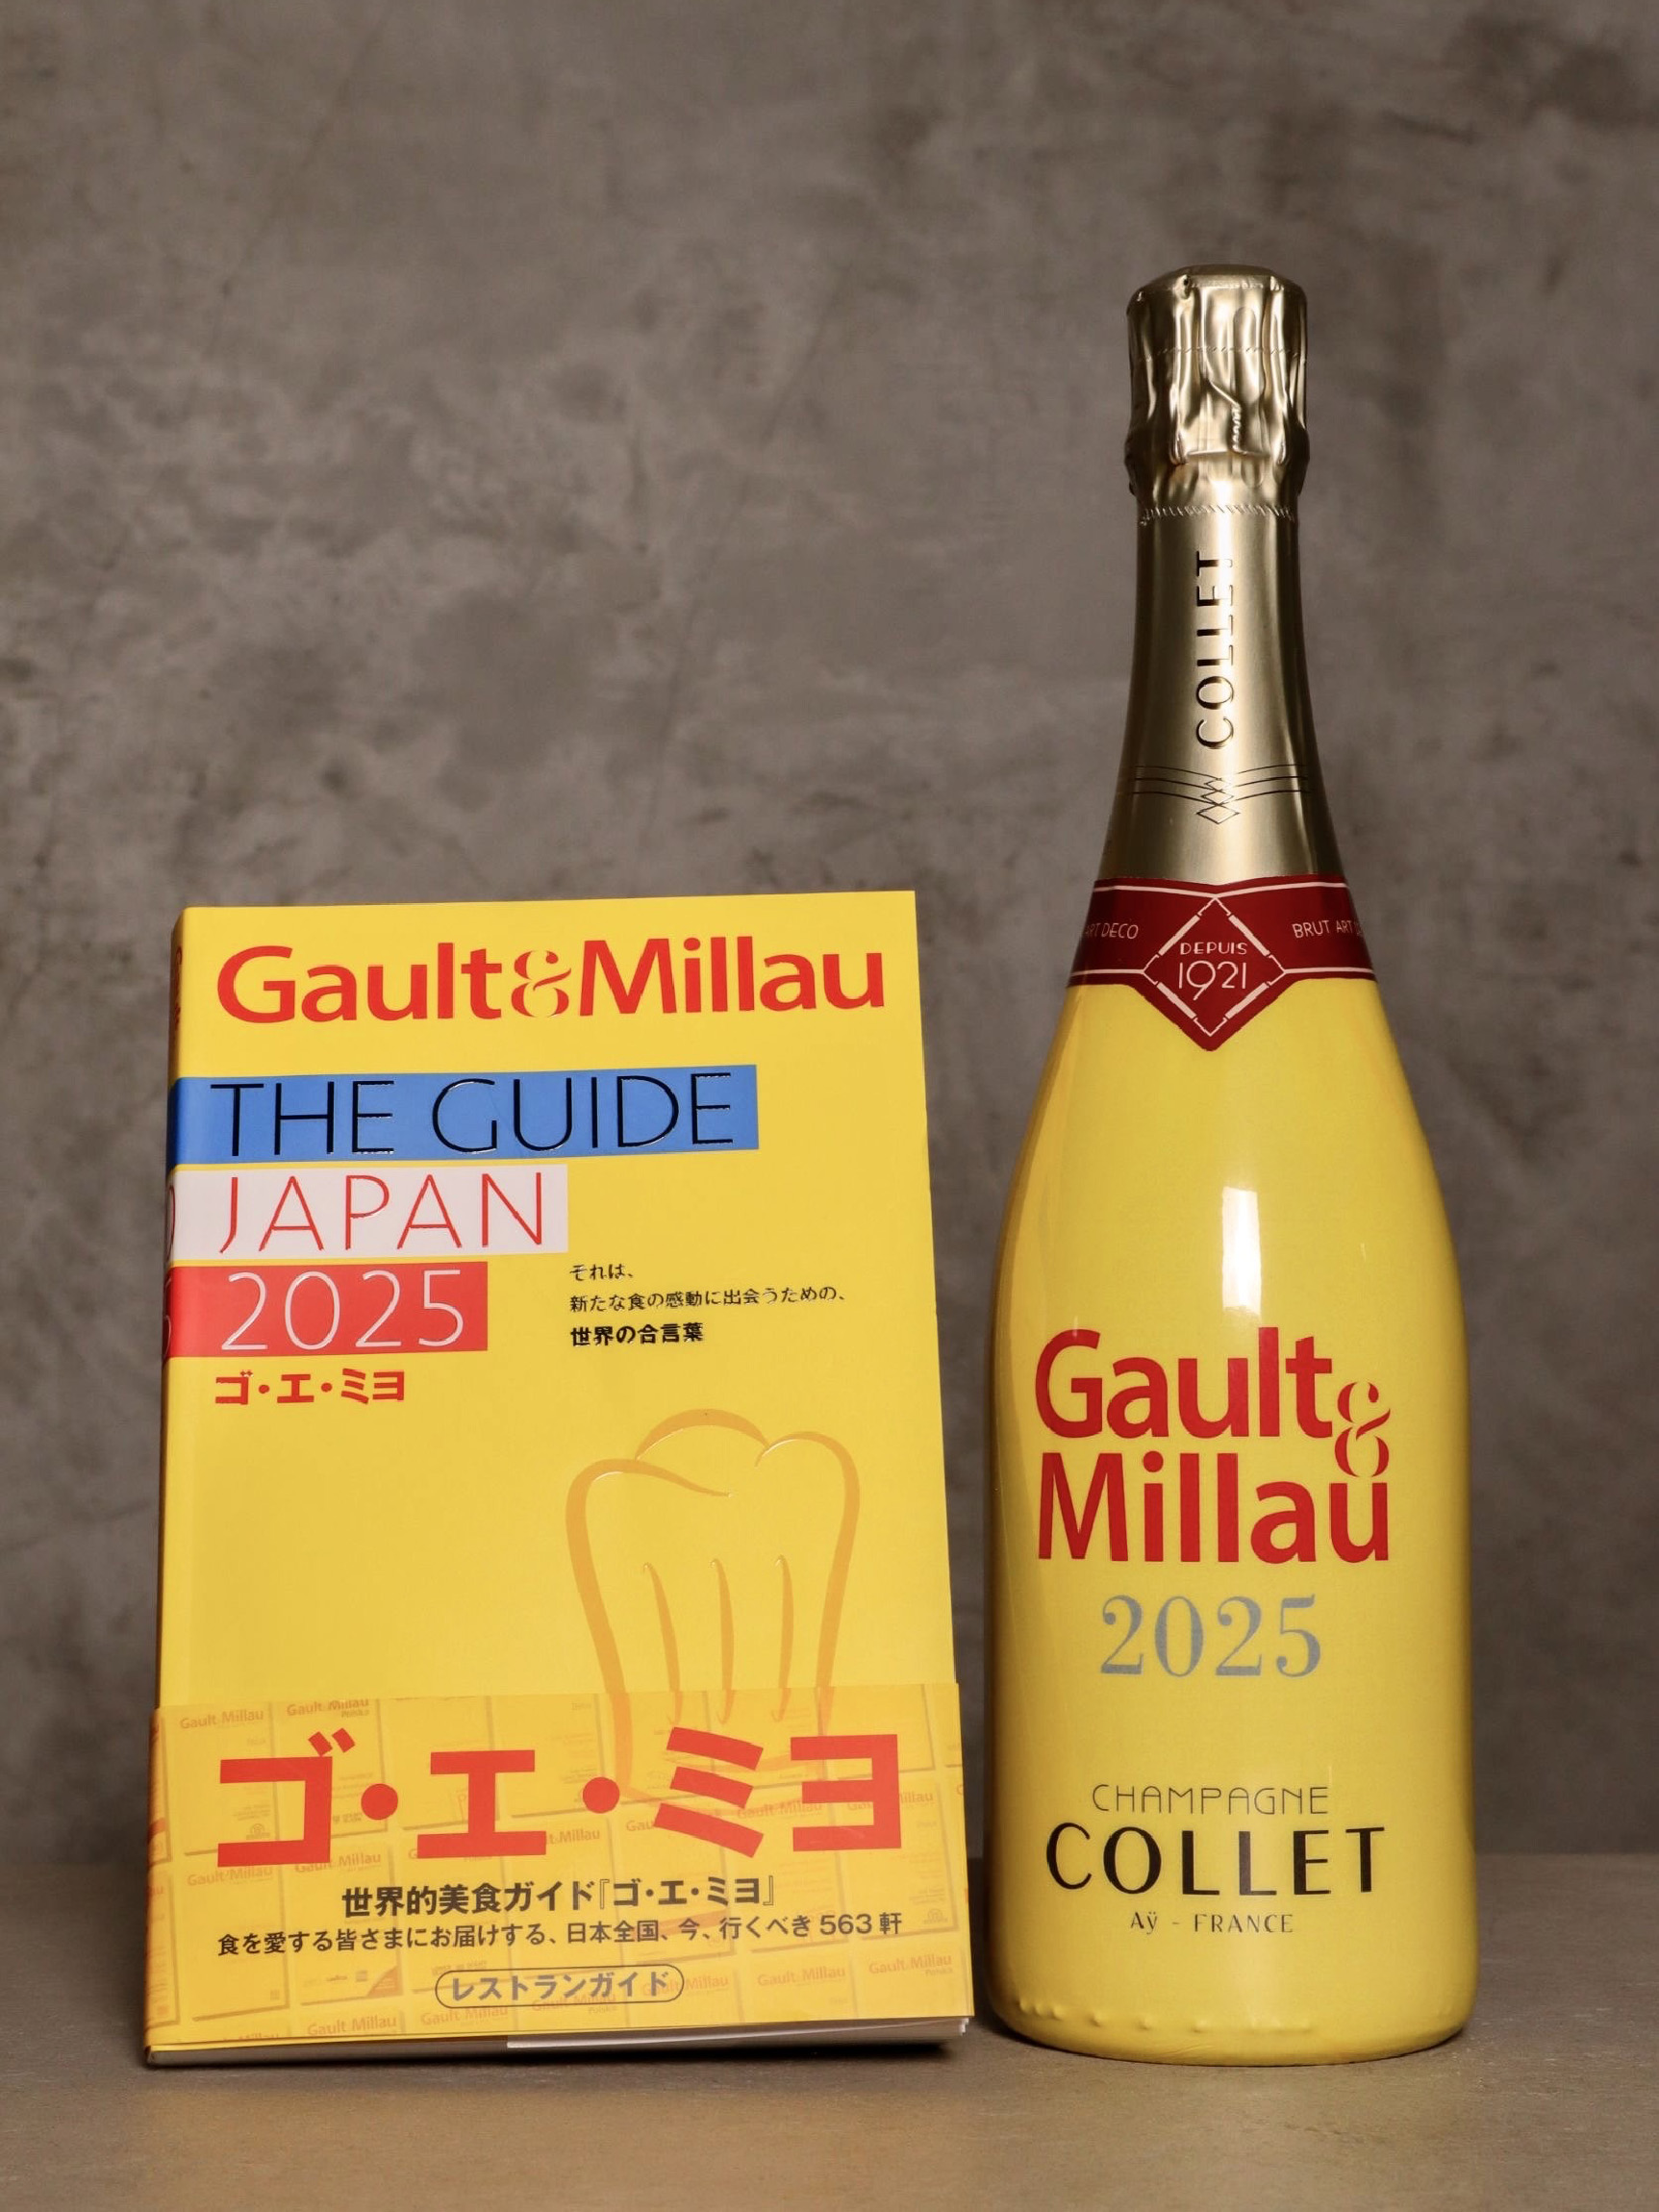 Gault&Millau
THE GUIDE
JAPAN
2025
ゴ・エ・ミヨ
それは、
新たな食の感動に出会うための、
世界の合言葉
ゴ・エ・ミヨ
世界的美食ガイド『ゴ・エ・ミヨ』
食を愛する皆さまにお届けする、日本全国、今、行くべき563軒
レストランガイド
COLLET
ART DECO
DEPUIS
1921
BRUT ART
Gault&
Millau
2025
CHAMPAGNE
COLLET
Aÿ - FRANCE